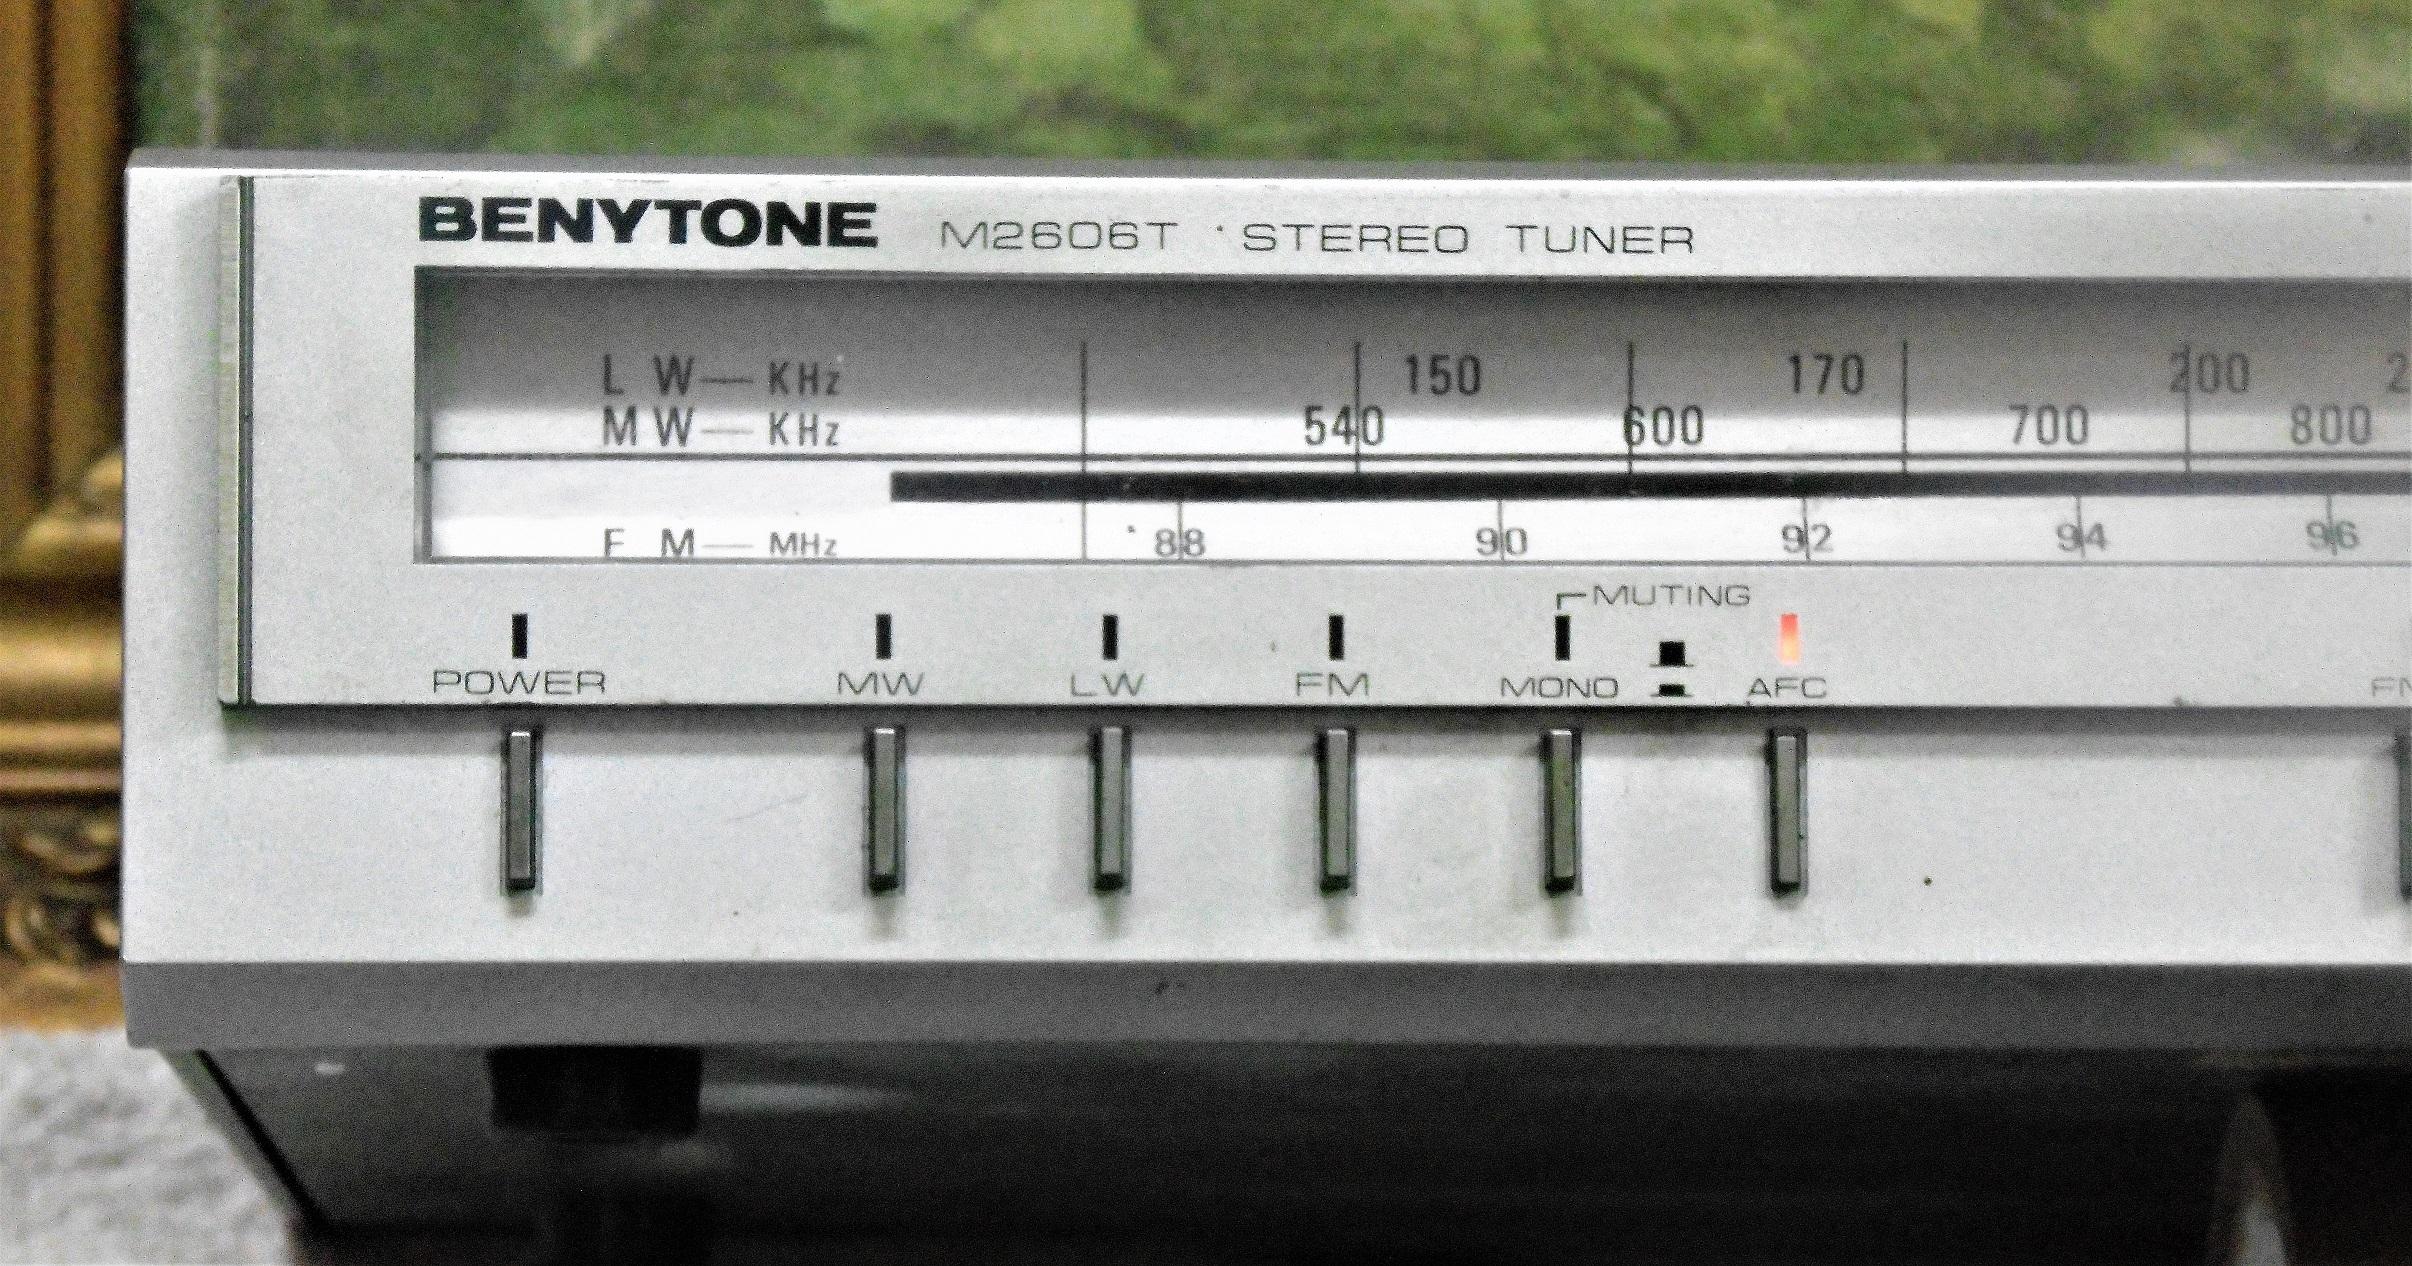 BENYTONE M2606T STEREO TUNER
L W — KHz 150 170 200
M W — KHz 540 600 700 800
F M — MHz 88 90 92 94 96
MUTING
POWER MW LW FM MONO AFC